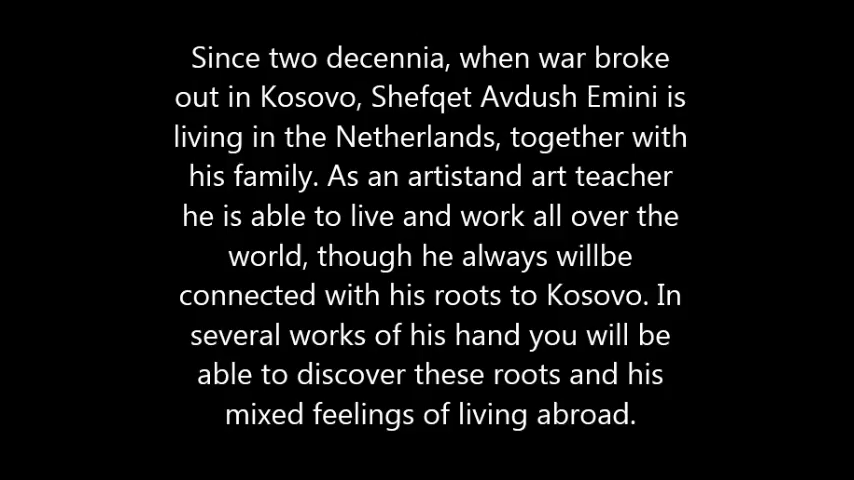 Since two decennia, when war broke
out in Kosovo, Shefqet Avdush Emini is
living in the Netherlands, together with
his family. As an artistand art teacher
he is able to live and work all over the
world, though he always willbe
connected with his roots to Kosovo. In
several works of his hand you will be
able to discover these roots and his
mixed feelings of living abroad.